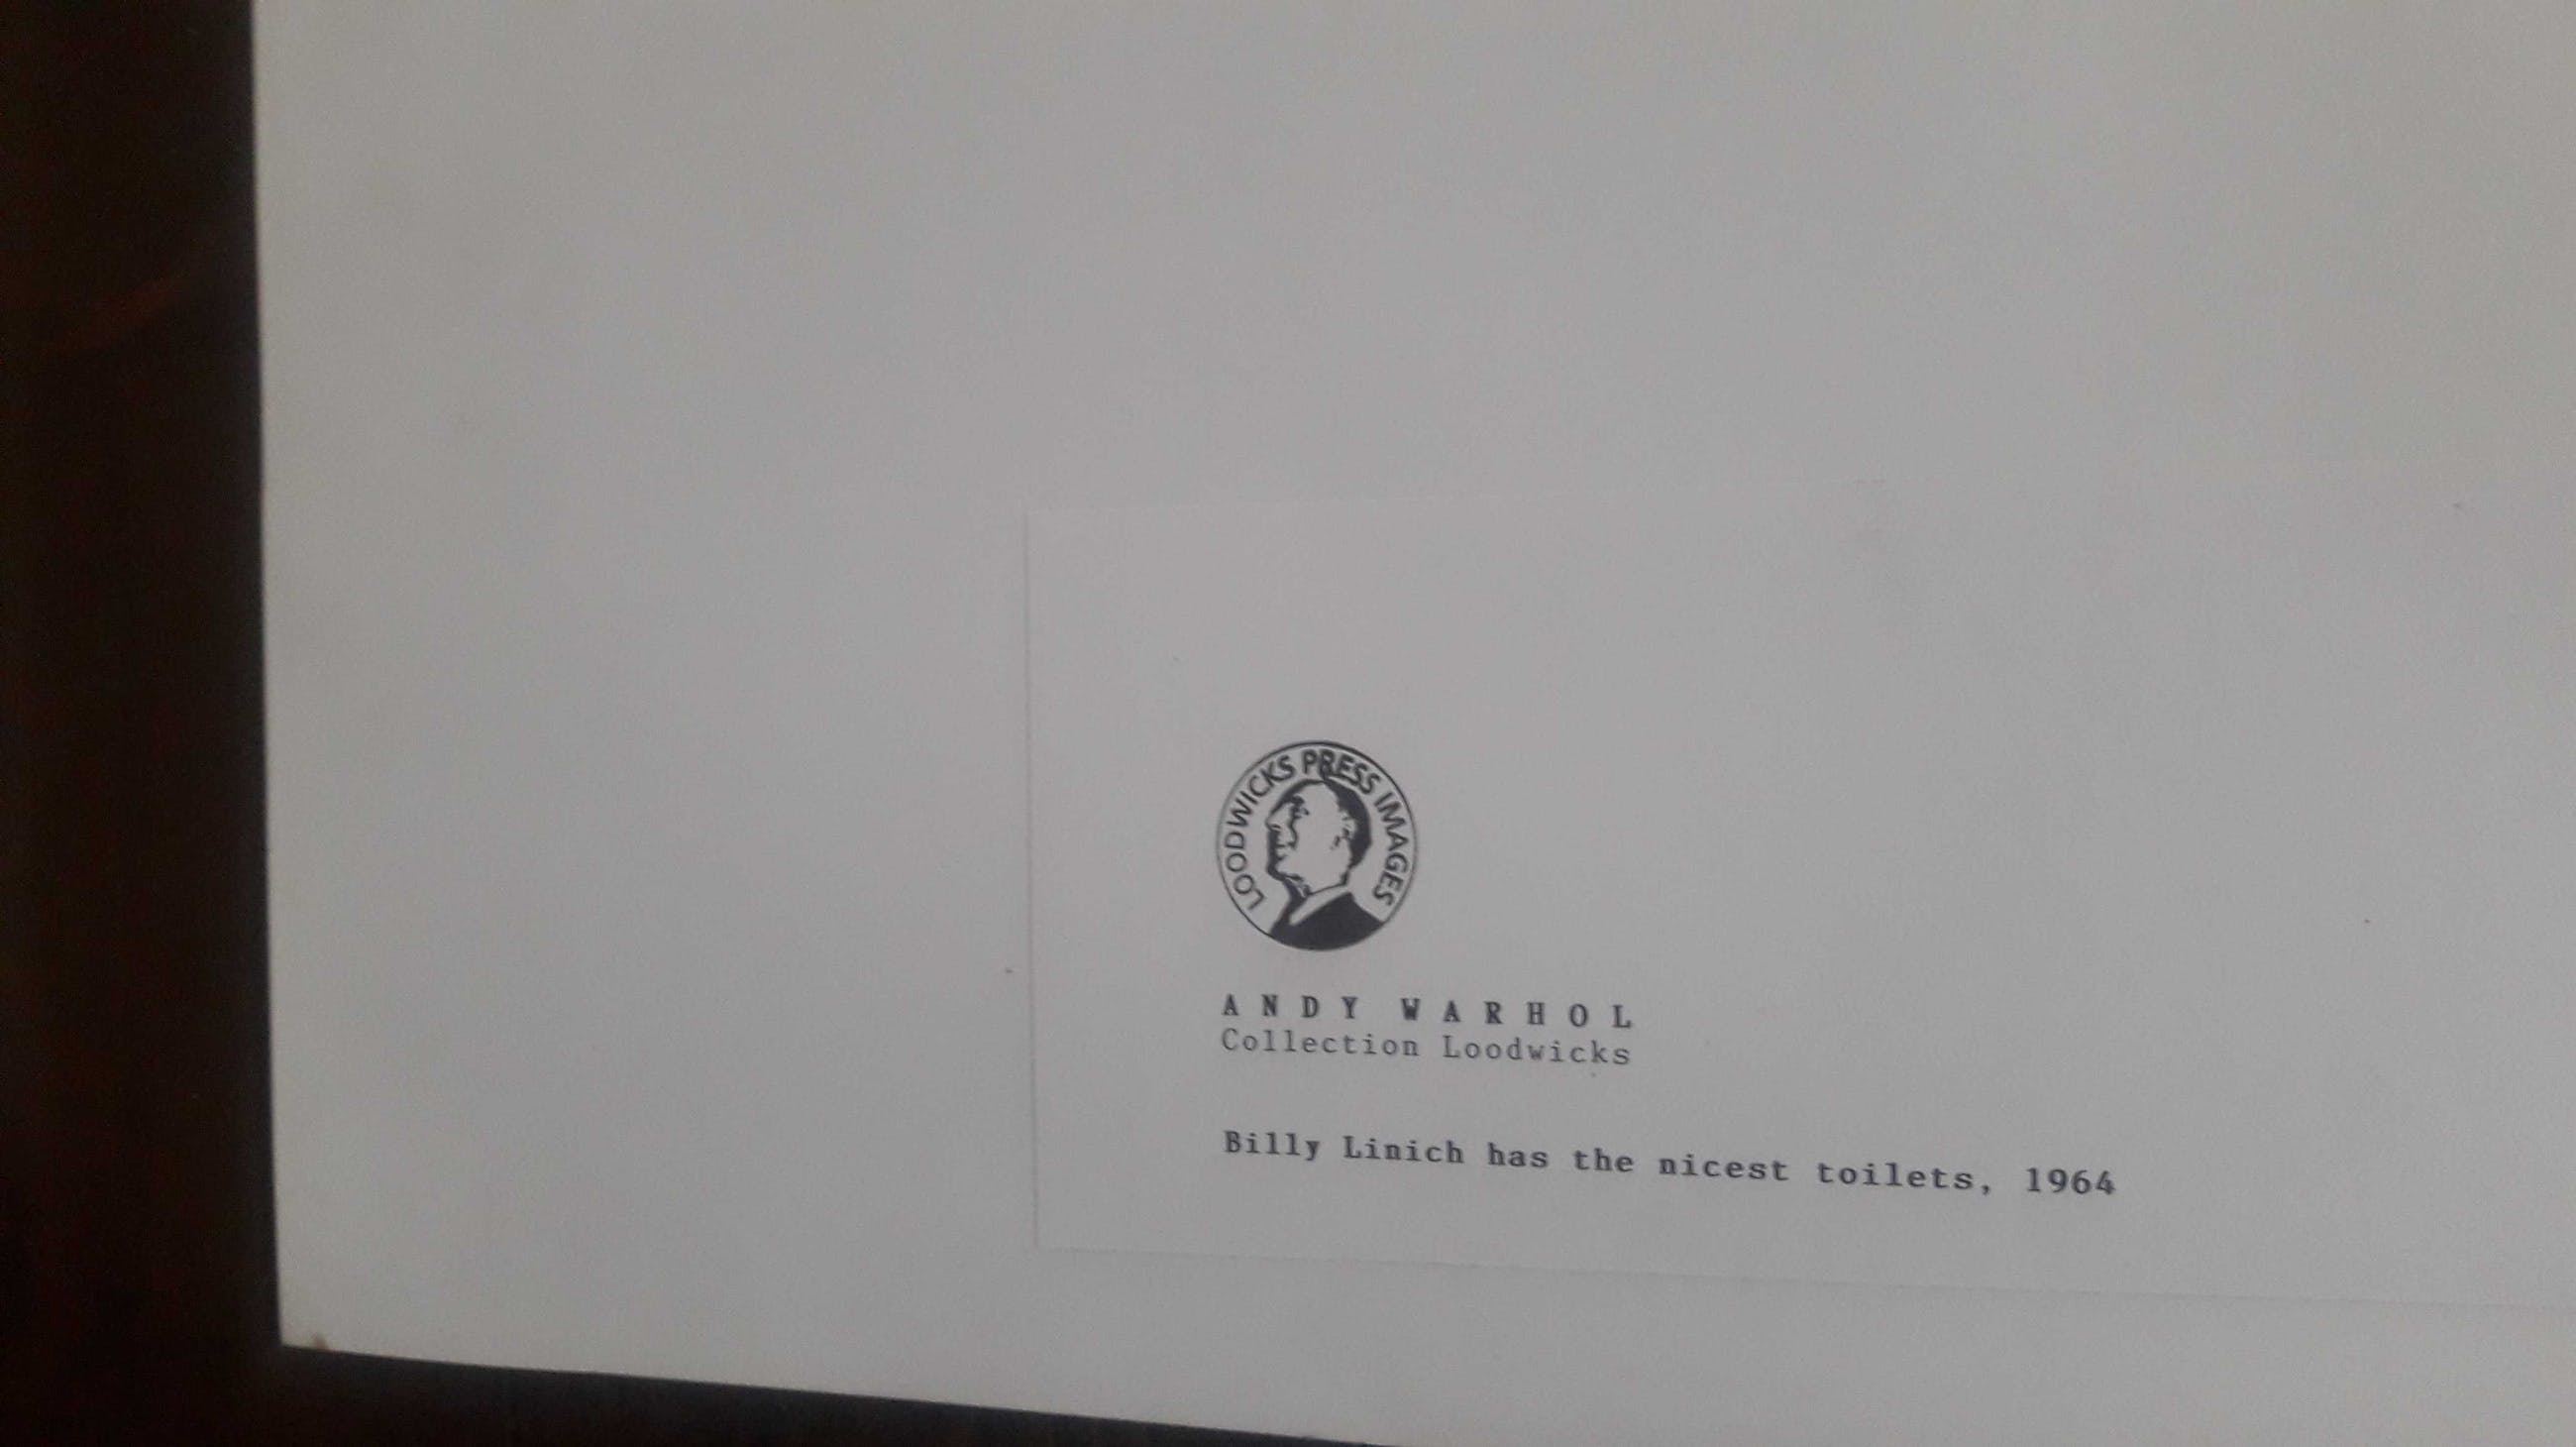 LOODWICKS PRESS IMAGES
ANDY WARHOL
Collection Loodwicks
Billy Linich has the nicest toilets, 1964